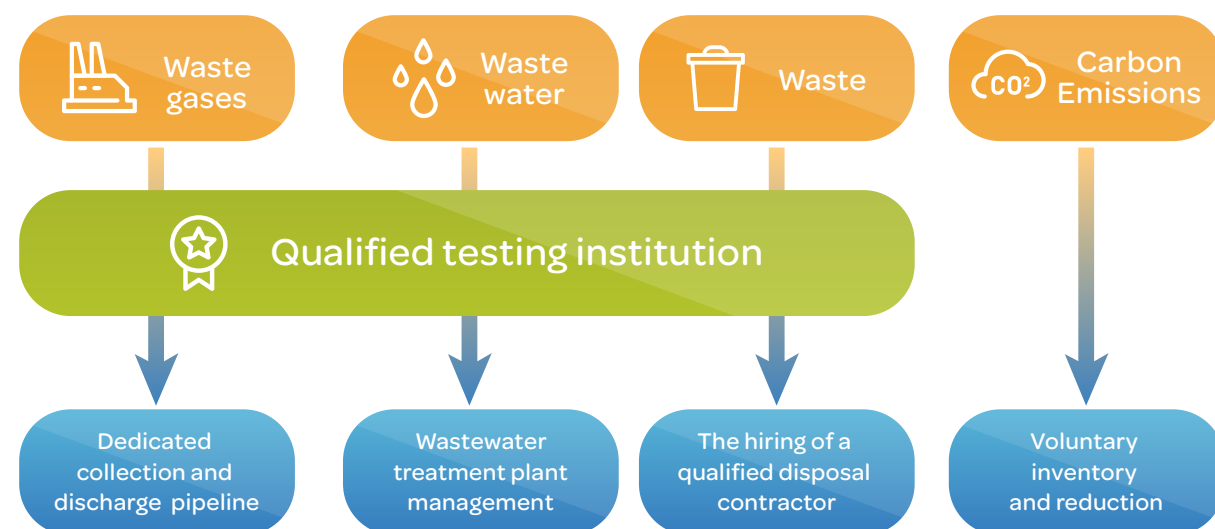 Waste
gases
Waste
water
Waste
CO²
Carbon
Emissions
Qualified testing institution
Dedicated
collection and
discharge pipeline
Wastewater
treatment plant
management
The hiring of a
qualified disposal
contractor
Voluntary
inventory
and reduction